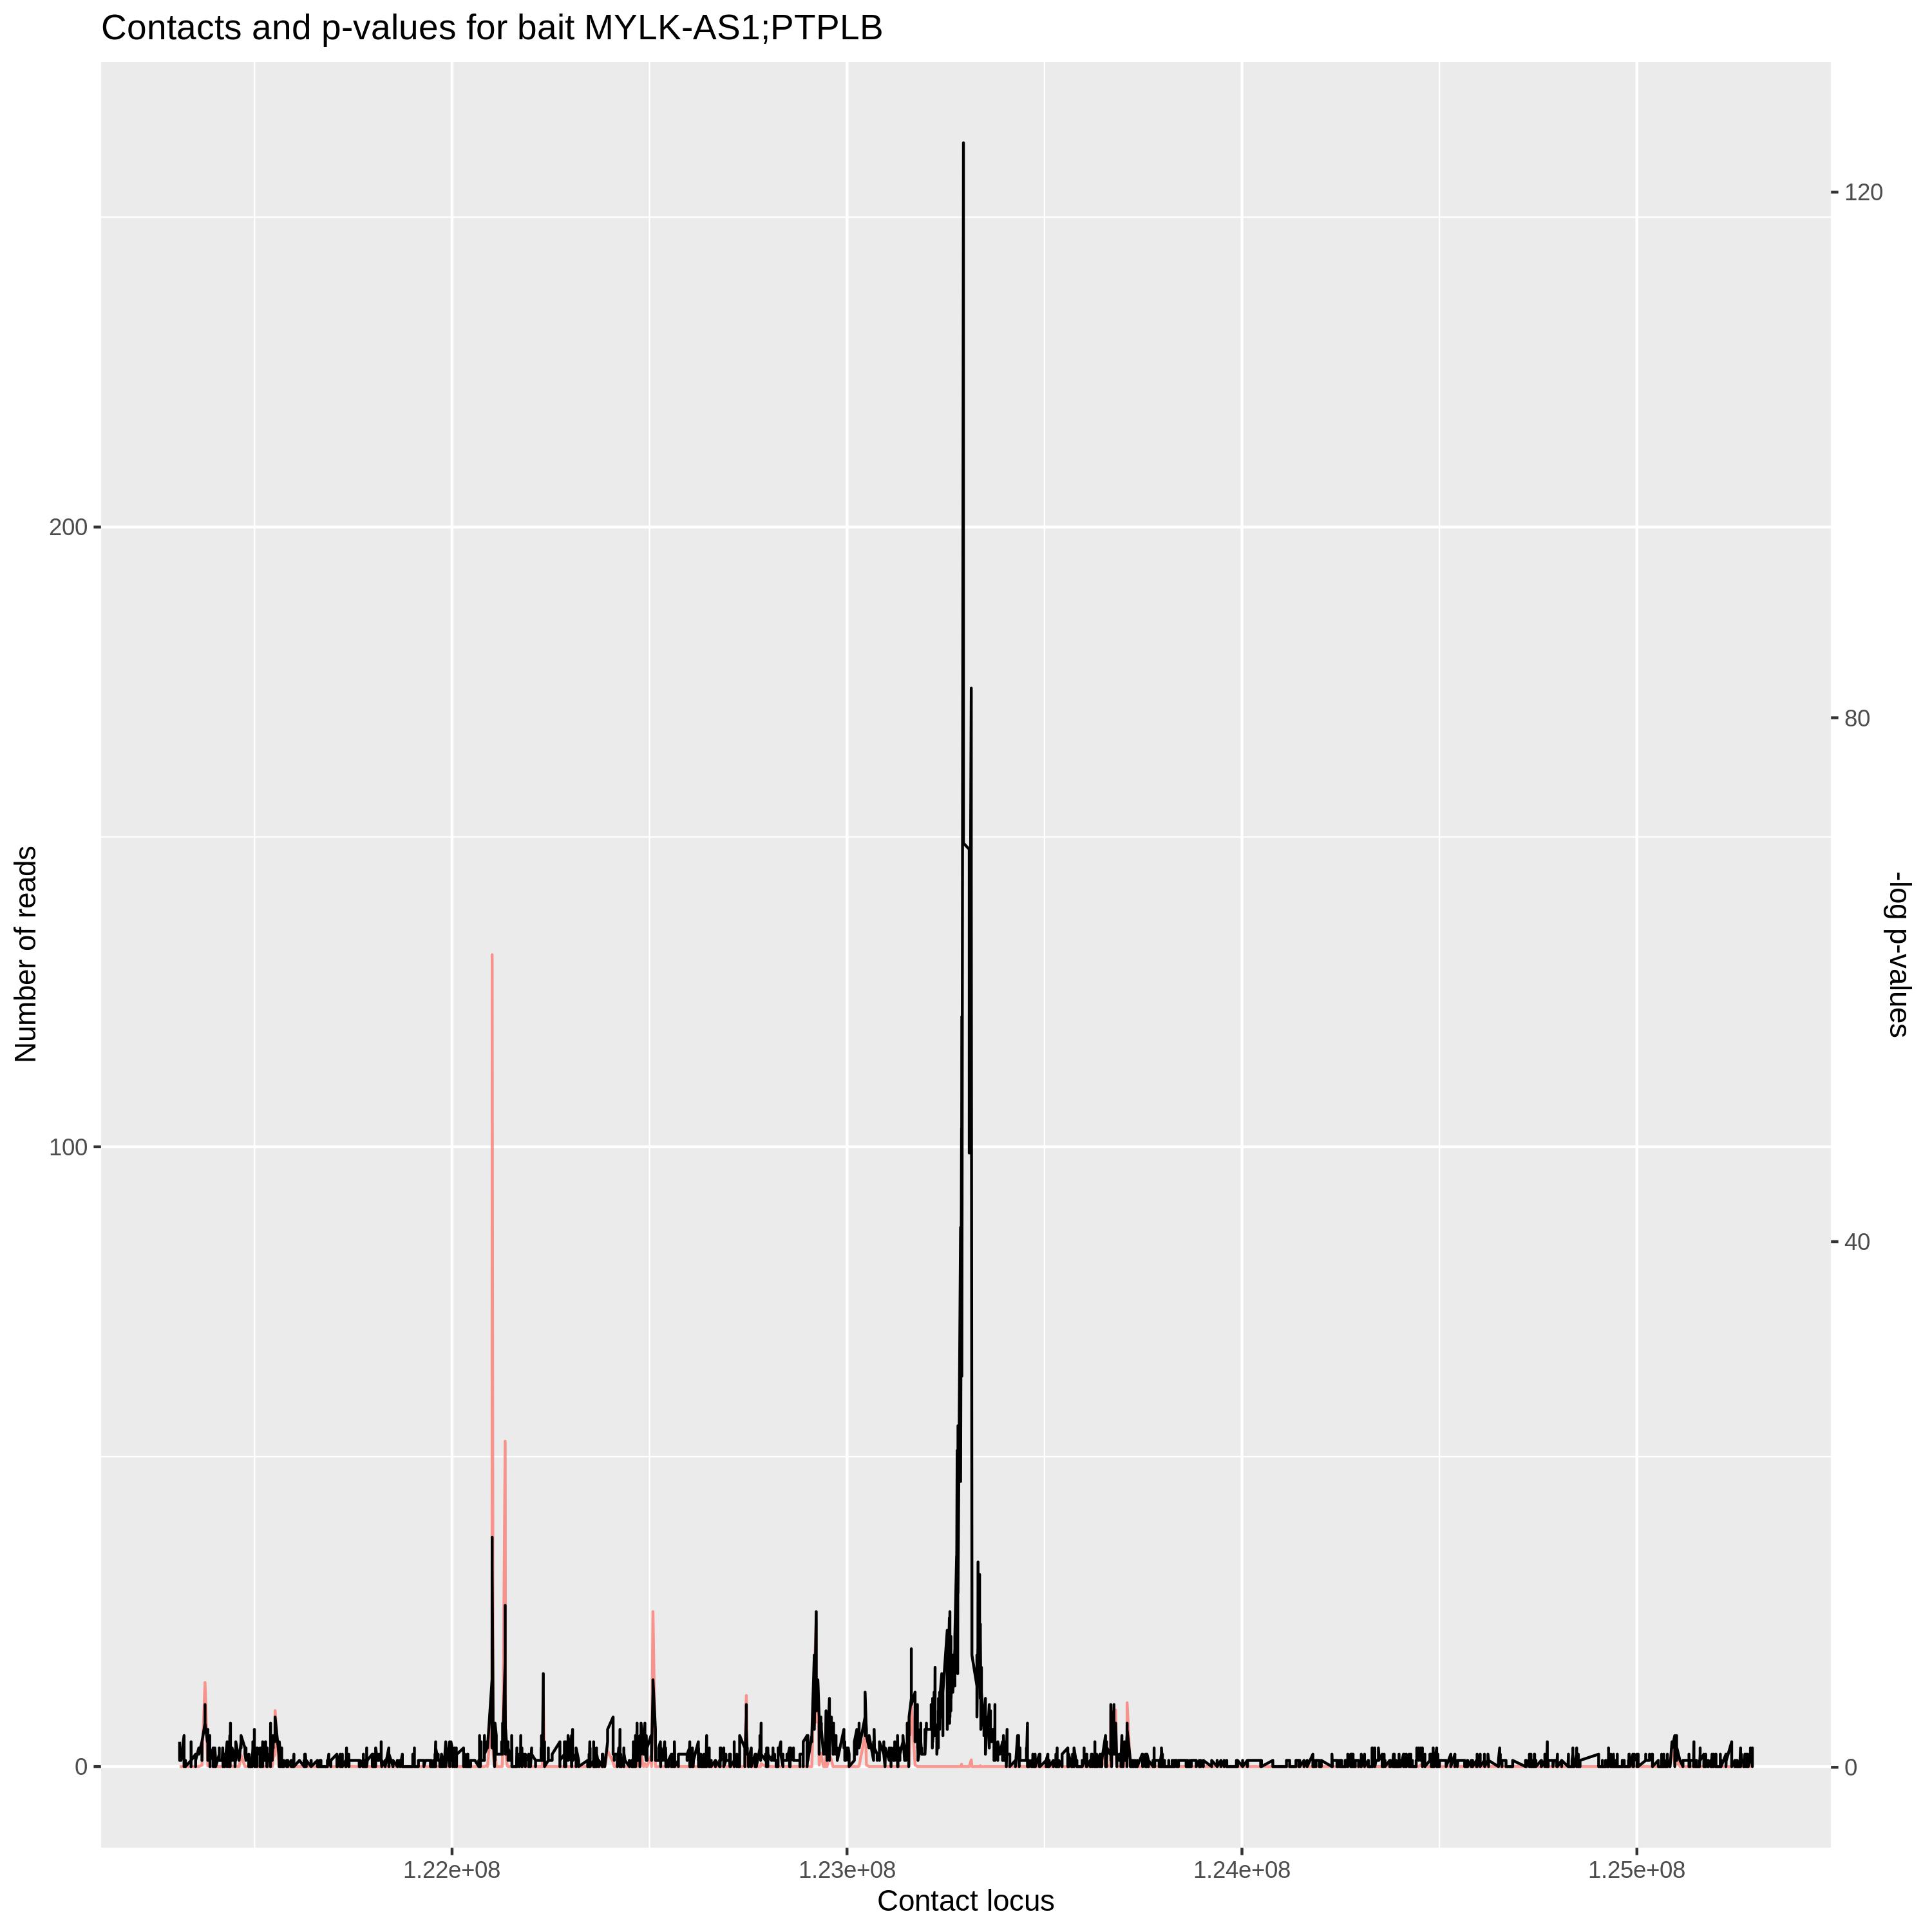 Contacts and p-values for bait MYLK-AS1;PTPLB
120
200
80
Number of reads
-log p-values
100
40
0
0
1.22e+08
1.23e+08
1.24e+08
1.25e+08
Contact locus